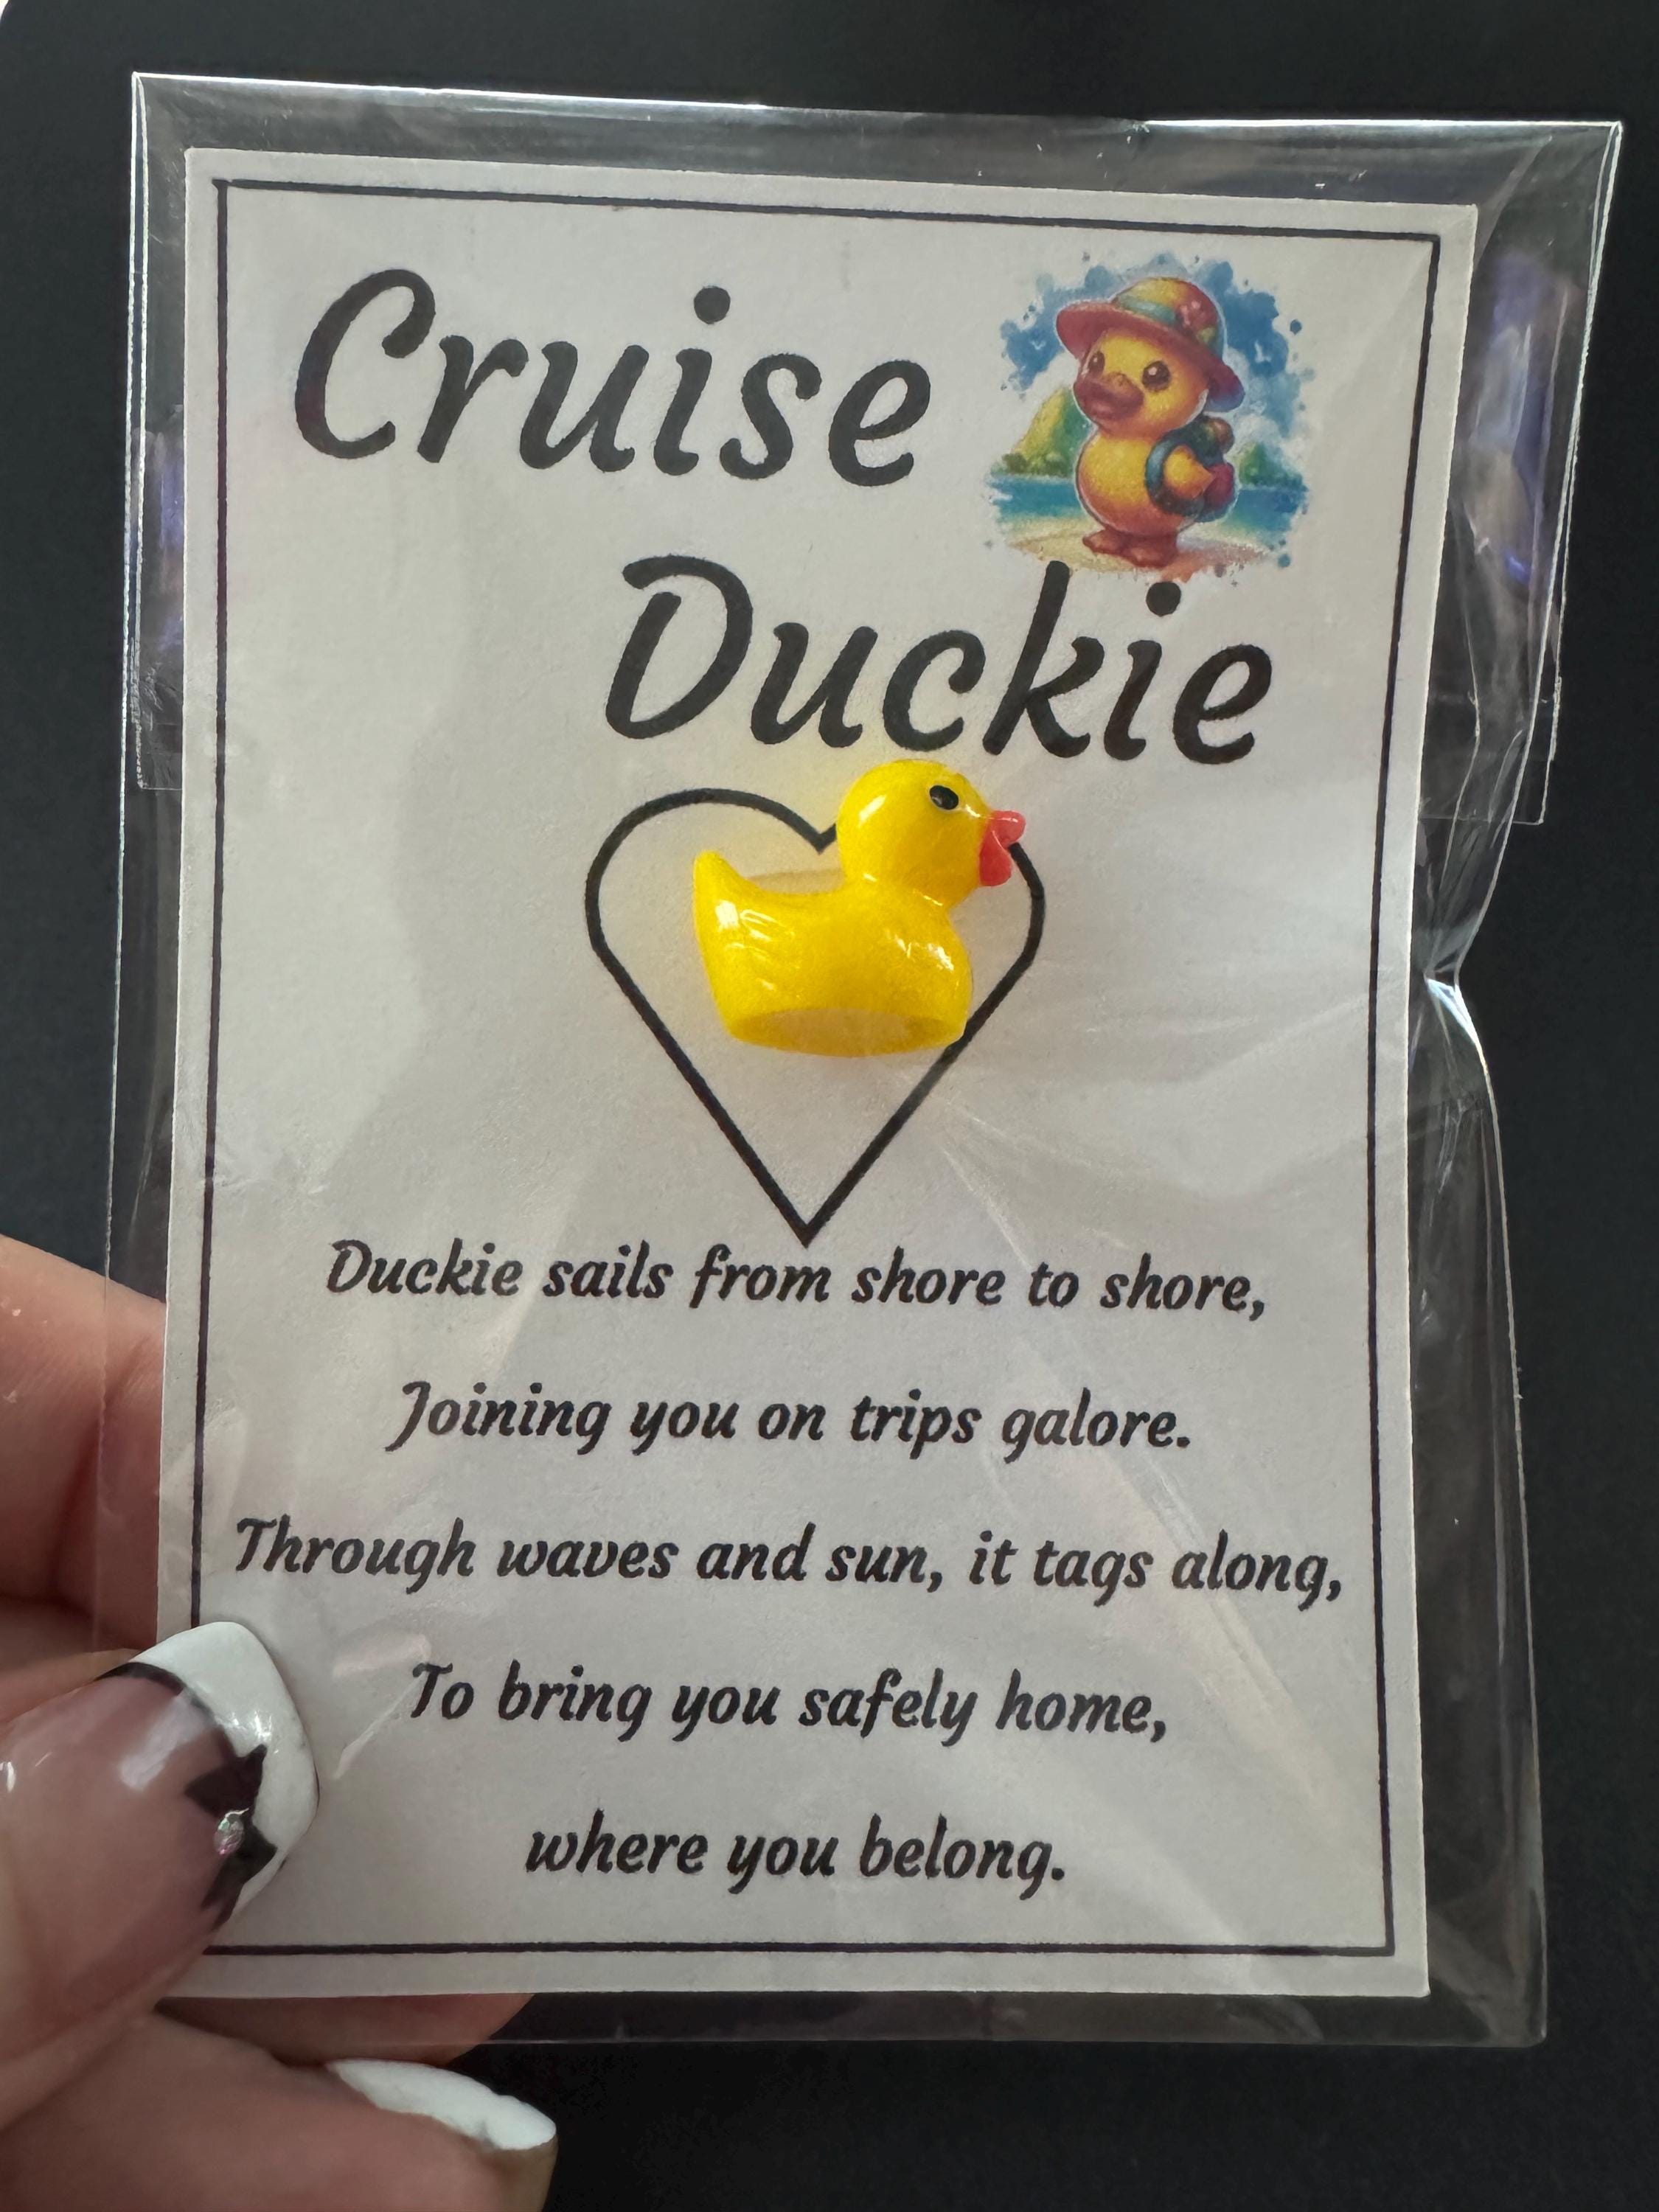 Cruise
Duckie
Duckie sails from shore to shore,
Joining you on trips galore.
Through waves and sun, it tags along,
To bring you safely home,
where you belong.